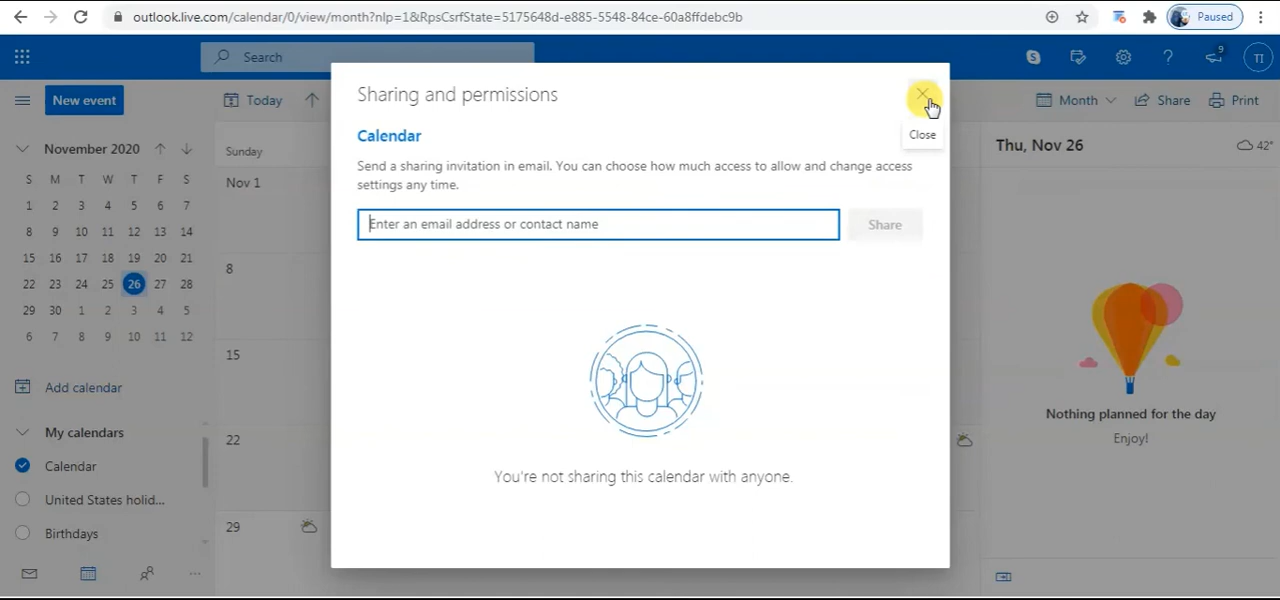 outlook.live.com/calendar/0/view/month?nlp=1&RpsCsrfState=5175648d-e885-5548-84ce-60a8ffdebc9b
Paused
Search
9
TI
New event
Today
Month
Share
Print
Sharing and permissions
Close
Calendar
Send a sharing invitation in email. You can choose how much access to allow and change access
settings any time.
Enter an email address or contact name
Share
You're not sharing this calendar with anyone.
November 2020
S M T W T F S
1 2 3 4 5 6 7
8 9 10 11 12 13 14
15 16 17 18 19 20 21
22 23 24 25 26 27 28
29 30 1 2 3 4 5
6 7 8 9 10 11 12
Add calendar
My calendars
Calendar
United States holid...
Birthdays
Sunday
Nov 1
8
15
22
29
Thu, Nov 26
42°
Nothing planned for the day
Enjoy!